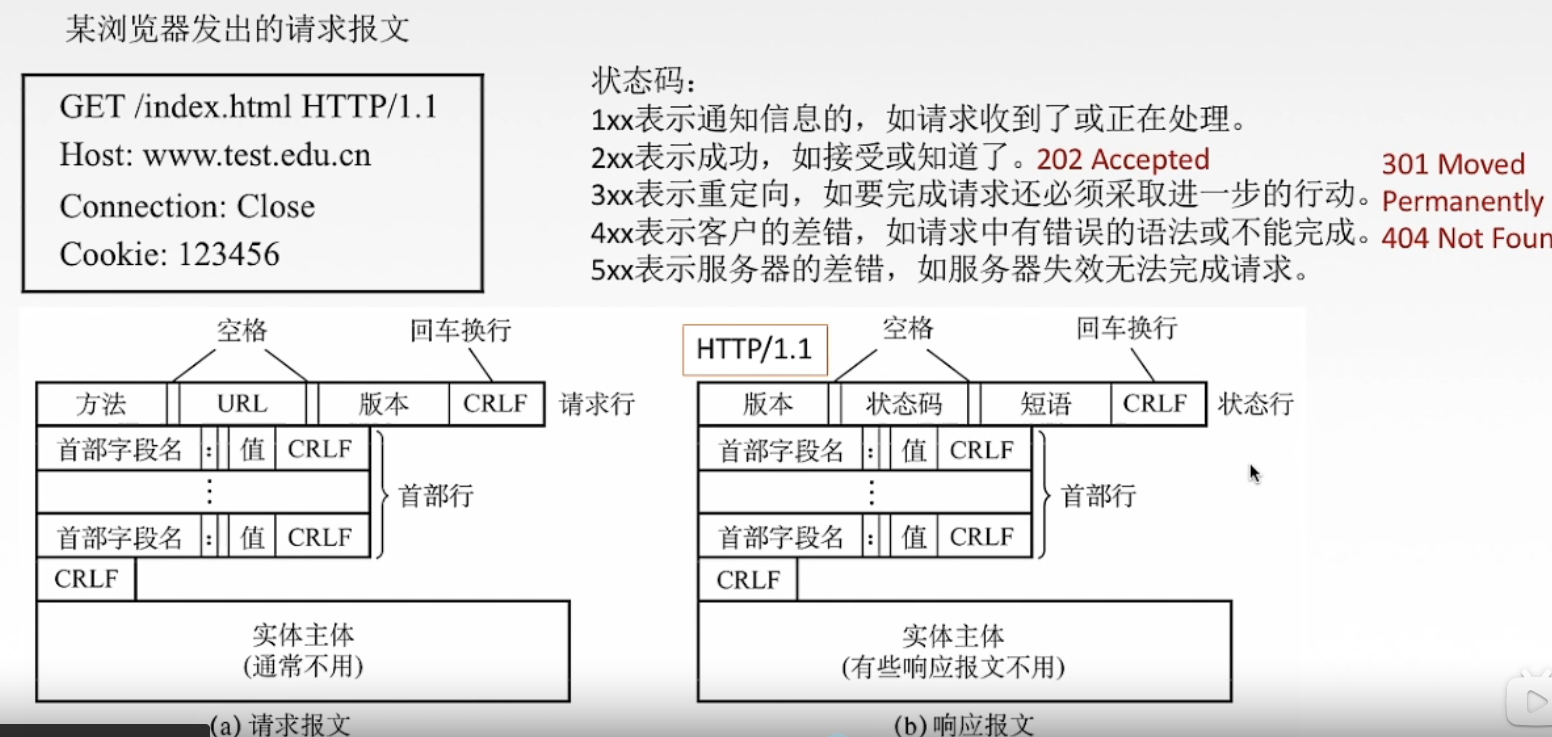 某浏览器发出的请求报文
GET /index.html HTTP/1.1
Host: www.test.edu.cn
Connection: Close
Cookie: 123456
状态码：
1xx表示通知信息的，如请求收到了或正在处理。
2xx表示成功，如接受或知道了。202 Accepted
3xx表示重定向，如要完成请求还必须采取进一步的行动。
301 Moved
Permanently
4xx表示客户的差错，如请求中有错误的语法或不能完成。404 Not Foun
5xx表示服务器的差错，如服务器失效无法完成请求。
空格 回车换行
方法 URL 版本 CRLF 请求行
首部字段名 : 值 CRLF
⋮
首部行
首部字段名 : 值 CRLF
CRLF
实体主体
(通常不用)
(a) 请求报文
HTTP/1.1
空格 回车换行
版本 状态码 短语 CRLF 状态行
首部字段名 : 值 CRLF
⋮
首部行
首部字段名 : 值 CRLF
CRLF
实体主体
(有些响应报文不用)
(b) 响应报文